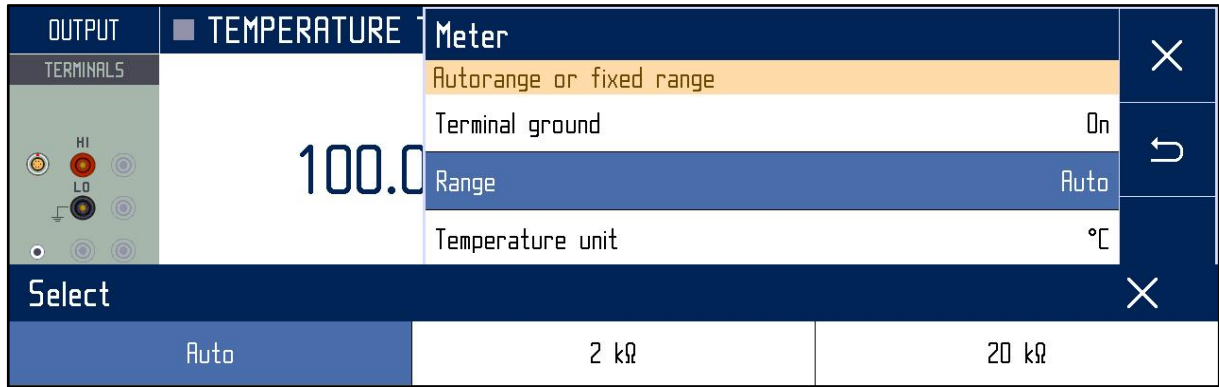 OUTPUT
TEMPERATURE
Meter
TERMINALS
Autorange or fixed range
Terminal ground On
HI
100.0
Range Auto
LO
Temperature unit °C
Select
Auto 2 kΩ 20 kΩ